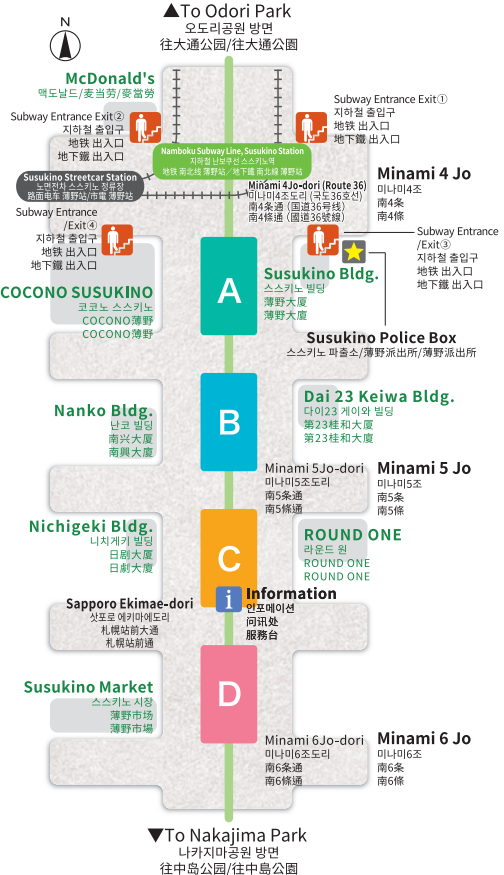 ▲To Odori Park
오도리공원 방면
往大通公园/往大通公園
N
McDonald's
맥도날드/麦当劳/麥當勞
Subway Entrance Exit②
지하철 출입구
地铁 出入口
地下鐵 出入口
Subway Entrance Exit①
지하철 출입구
地铁 出入口
地下鐵 出入口
Namboku Subway Line, Susukino Station
지하철 난보쿠선 스스키노역
地铁 南北线 薄野站／地下鐵 南北線 薄野站
Susukino Streetcar Station
노면전차 스스키노 정류장
路面电车 薄野站/市電 薄野站
Minami 4 Jo
미나미4조
南4条
南4條
Minami 4Jo-dori (Route 36)
미나미4조도리 (국도36호선)
南4条通 (国道36号线)
南4條通 (國道36號線)
Subway Entrance
/Exit④
지하철 출입구
地铁 出入口
地下鐵 出入口
Subway Entrance
/Exit③
지하철 출입구
地铁 出入口
地下鐵 出入口
A
Susukino Bldg.
스스키노 빌딩
薄野大厦
薄野大廈
COCONO SUSUKINO
코코노 스스키노
COCONO薄野
COCONO薄野
Susukino Police Box
스스키노 파출소/薄野派出所/薄野派出所
B
Nanko Bldg.
난코 빌딩
南兴大厦
南興大廈
Dai 23 Keiwa Bldg.
다이23 게이와 빌딩
第23桂和大厦
第23桂和大廈
Minami 5Jo-dori
미나미5조도리
南5条通
南5條通
Minami 5 Jo
미나미5조
南5条
南5條
C
Nichigeki Bldg.
니치게키 빌딩
日剧大厦
日劇大廈
ROUND ONE
라운드 원
ROUND ONE
ROUND ONE
i
Information
인포메이션
问讯处
服務台
Sapporo Ekimae-dori
삿포로 에키마에도리
札幌站前大通
札幌站前通
D
Susukino Market
스스키노 시장
薄野市场
薄野市場
Minami 6Jo-dori
미나미6조도리
南6条通
南6條通
Minami 6 Jo
미나미6조
南6条
南6條
▼To Nakajima Park
나카지마공원 방면
往中岛公园/往中島公園